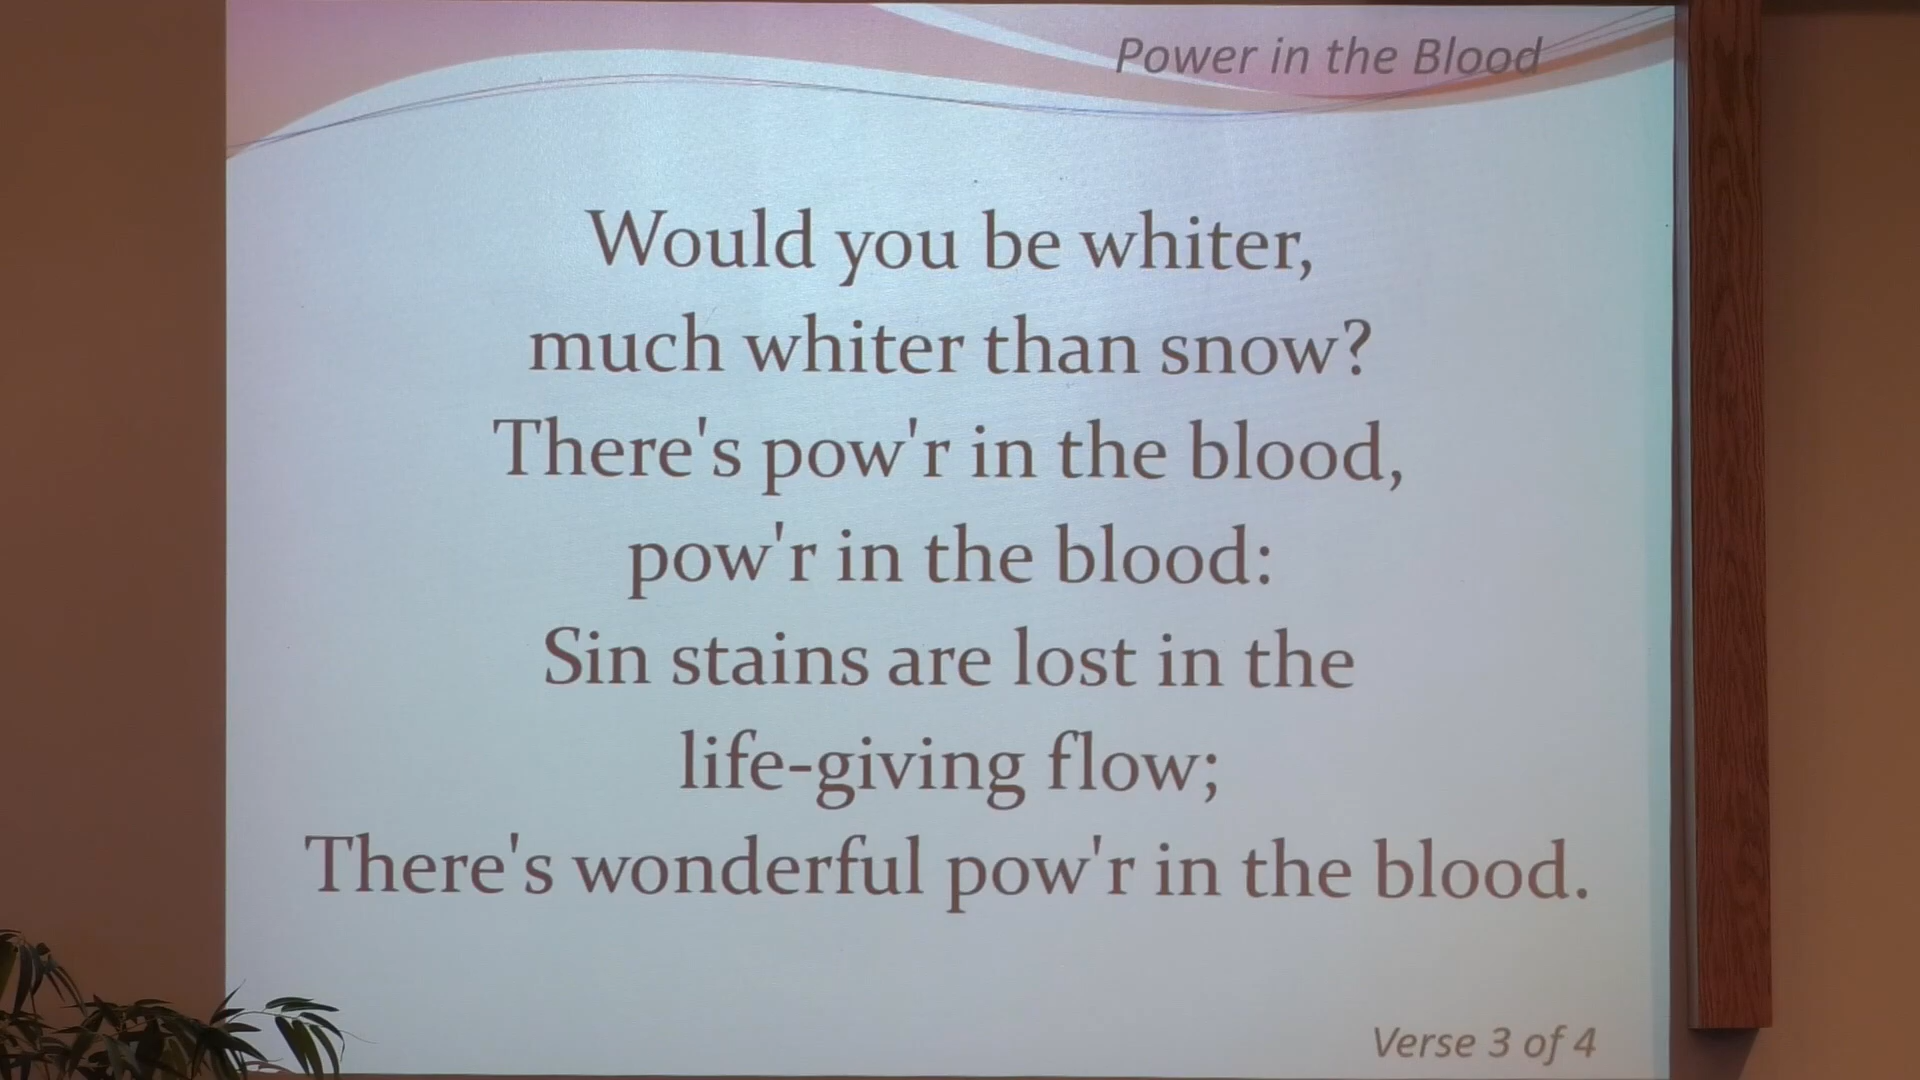 Power in the Blood
Would you be whiter,
much whiter than snow?
There's pow'r in the blood,
pow'r in the blood:
Sin stains are lost in the
life-giving flow;
There's wonderful pow'r in the blood.
Verse 3 of 4